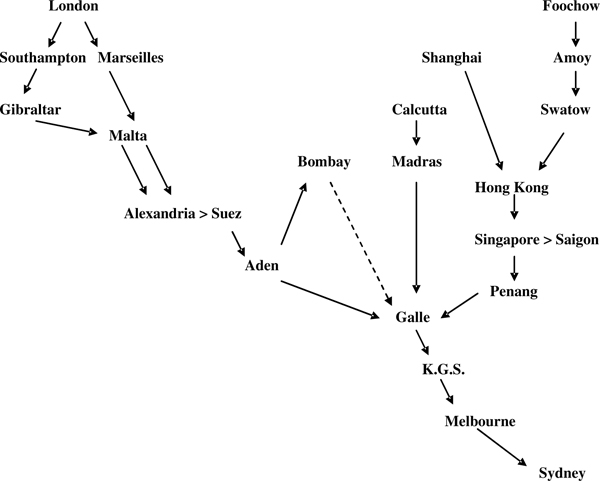 London Foochow
Southampton Marseilles Shanghai Amoy
Gibraltar Calcutta Swatow
Malta
Bombay Madras
Hong Kong
Alexandria > Suez
Singapore > Saigon
Aden
Penang
Galle
K.G.S.
Melbourne
Sydney